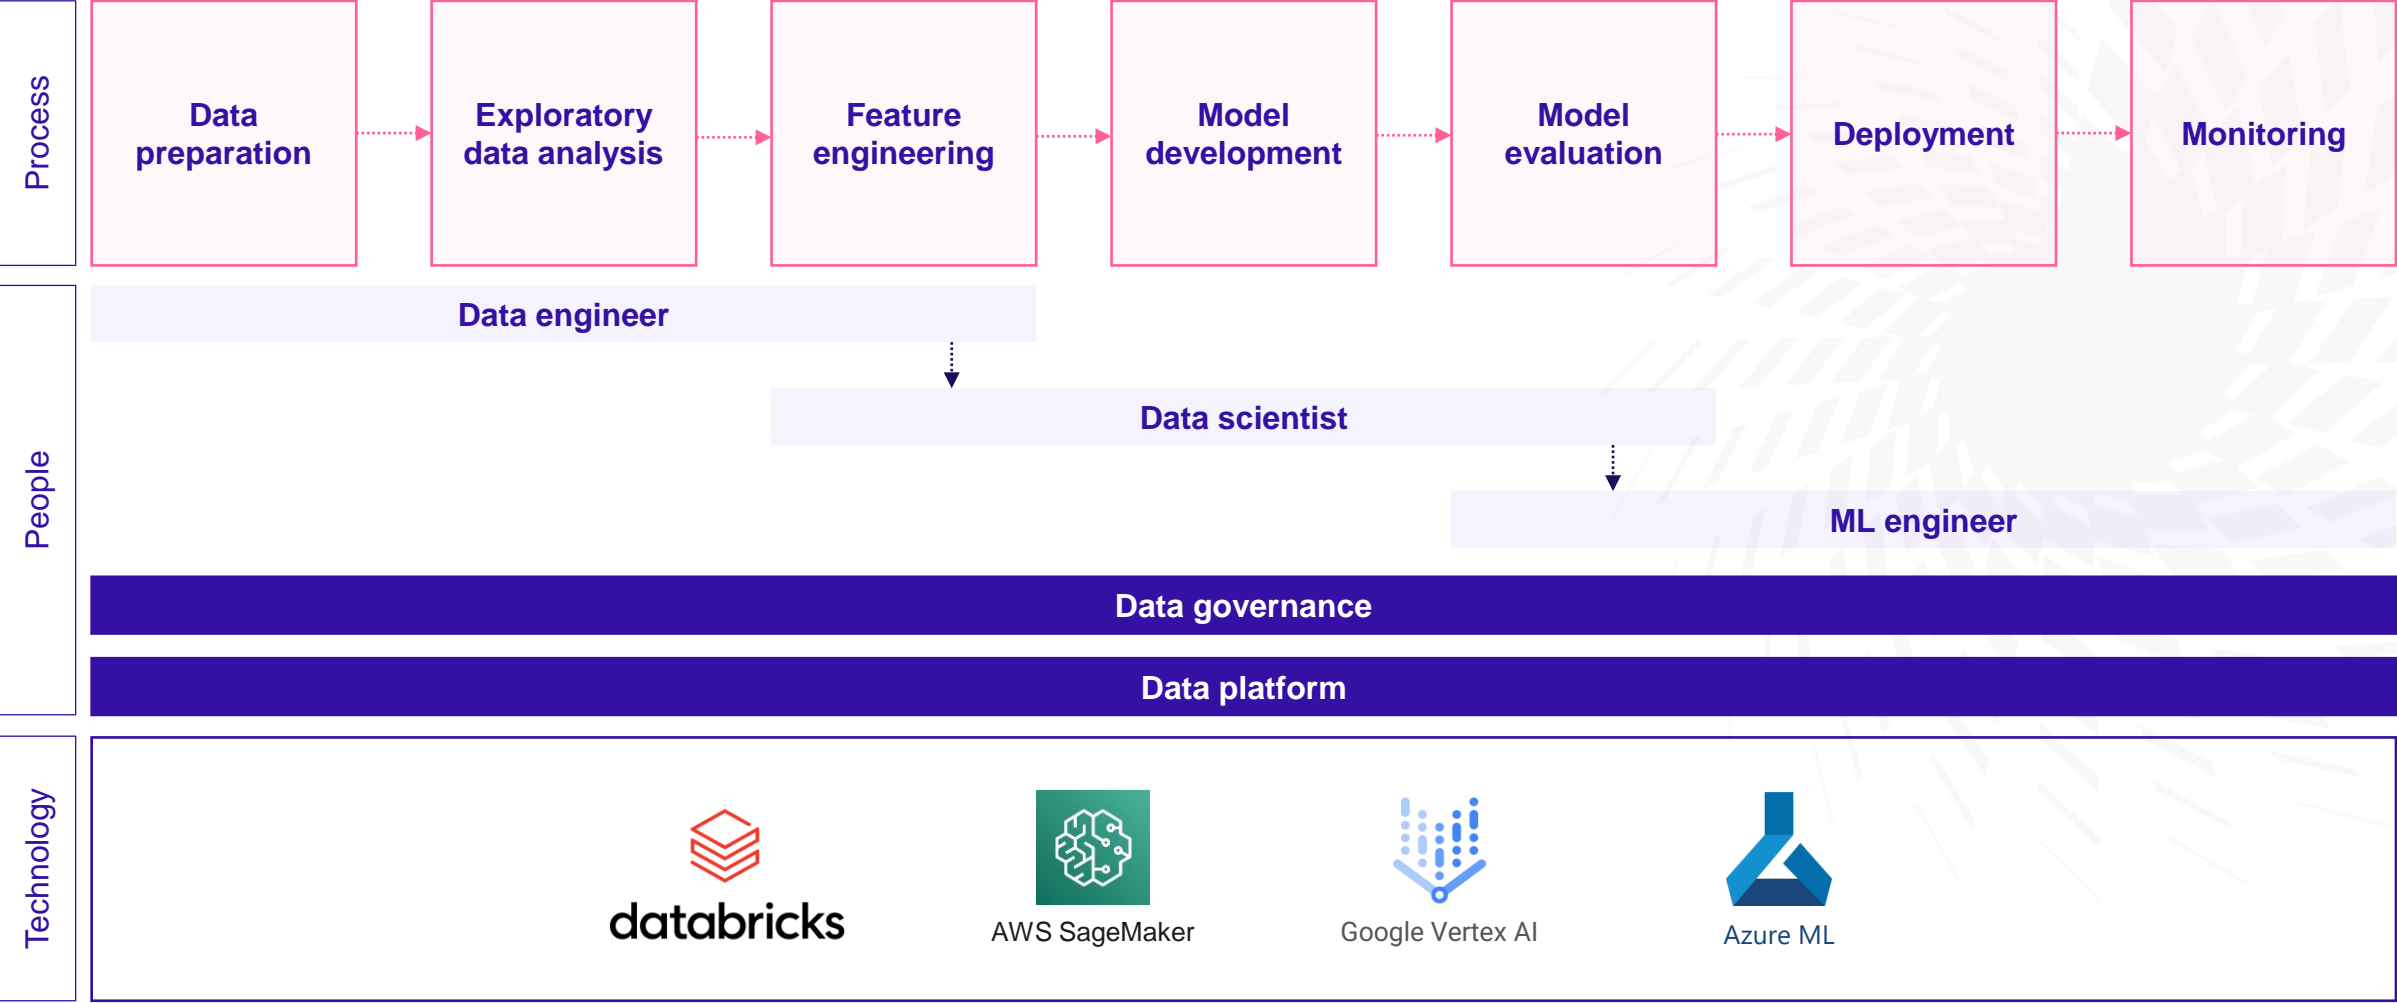 Process
Data
preparation
Exploratory
data analysis
Feature
engineering
Model
development
Model
evaluation
Deployment
Monitoring
People
Data engineer
Data scientist
ML engineer
Data governance
Data platform
Technology
databricks
AWS SageMaker
Google Vertex AI
Azure ML